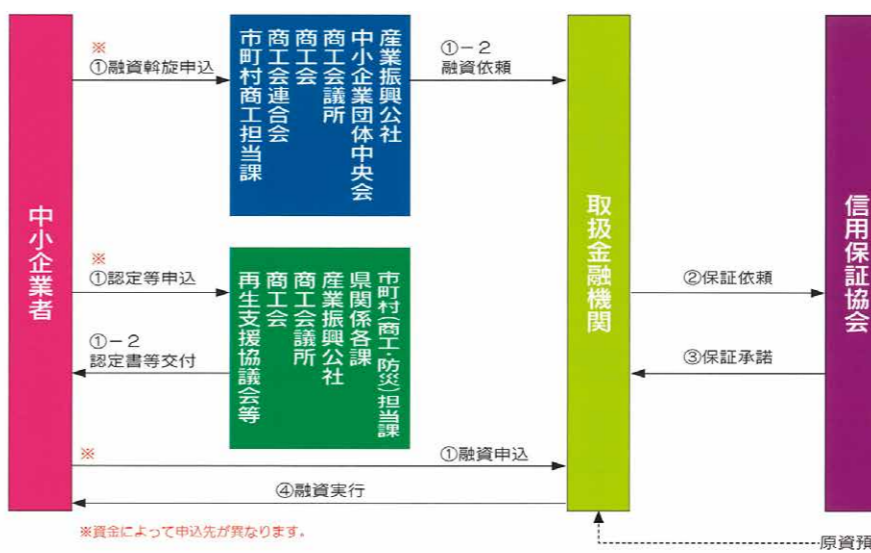 中小企業者
※
①融資斡旋申込
産業振興公社
中小企業団体中央会
商工会議所
商工会
商工会連合会
市町村商工担当課
①－２
融資依頼
※
①認定等申込
①－２
認定書等交付
市町村（商工・防災）担当課
県関係各課
産業振興公社
商工会議所
商工会
再生支援協議会等
※
①融資申込
④融資実行
取扱金融機関
②保証依頼
③保証承諾
信用保証協会
※資金によって申込先が異なります。
原資預